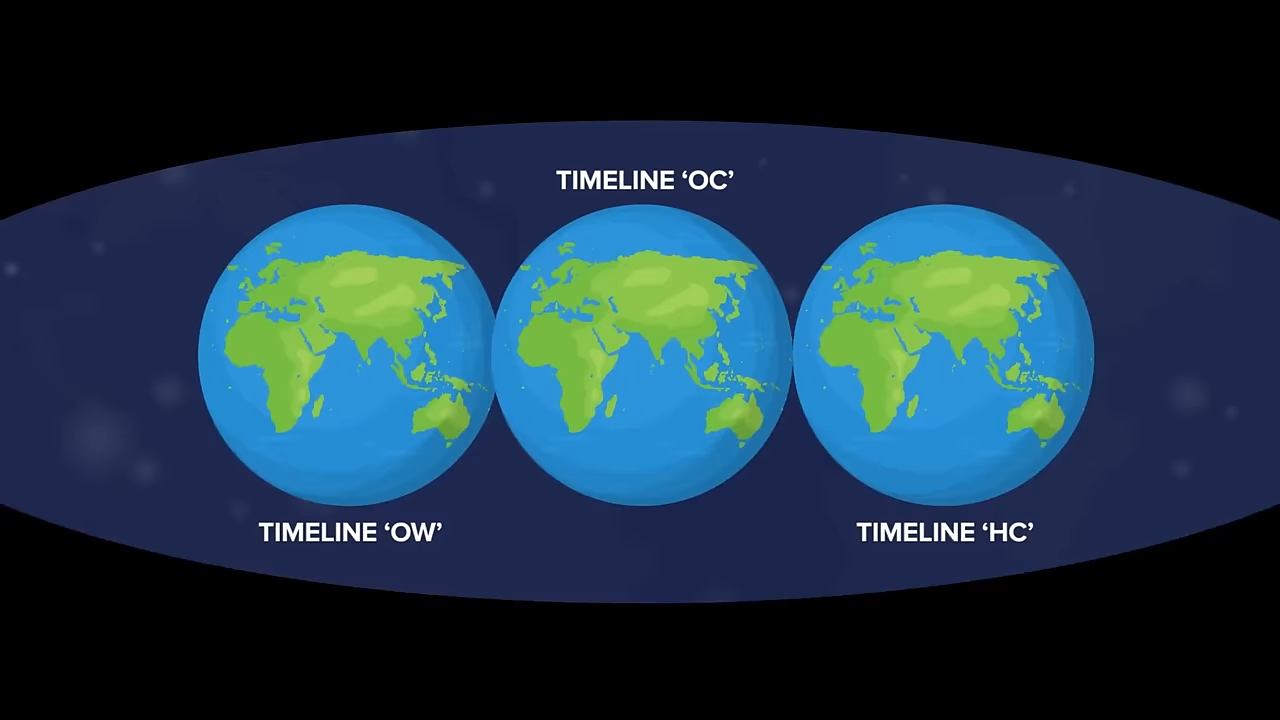 TIMELINE ‘OC’
TIMELINE ‘OW’
TIMELINE ‘HC’